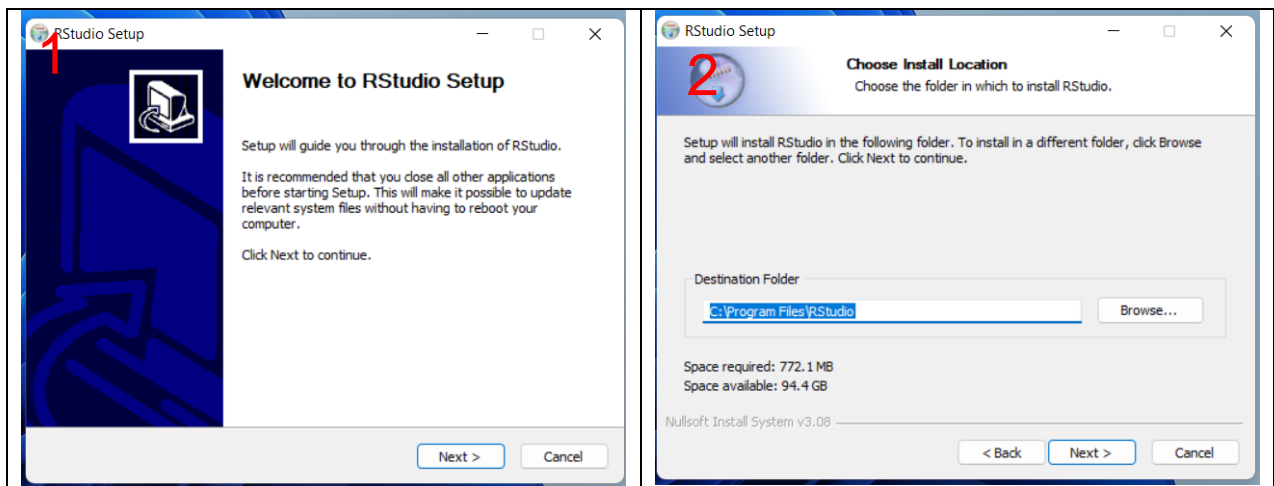 RStudio Setup
1
Welcome to RStudio Setup
Setup will guide you through the installation of RStudio.
It is recommended that you close all other applications
before starting Setup. This will make it possible to update
relevant system files without having to reboot your
computer.
Click Next to continue.
Next >
Cancel
RStudio Setup
2
Choose Install Location
Choose the folder in which to install RStudio.
Setup will install RStudio in the following folder. To install in a different folder, click Browse
and select another folder. Click Next to continue.
Destination Folder
C:\Program Files\RStudio
Browse...
Space required: 772.1 MB
Space available: 94.4 GB
Nullsoft Install System v3.08
< Back
Next >
Cancel